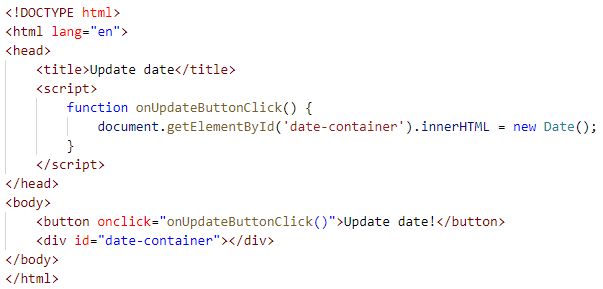 <!DOCTYPE html>
<html lang="en">
<head>
    <title>Update date</title>
    <script>
        function onUpdateButtonClick() {
            document.getElementById('date-container').innerHTML = new Date();
        }
    </script>
</head>
<body>
    <button onclick="onUpdateButtonClick()">Update date!</button>
    <div id="date-container"></div>
</body>
</html>